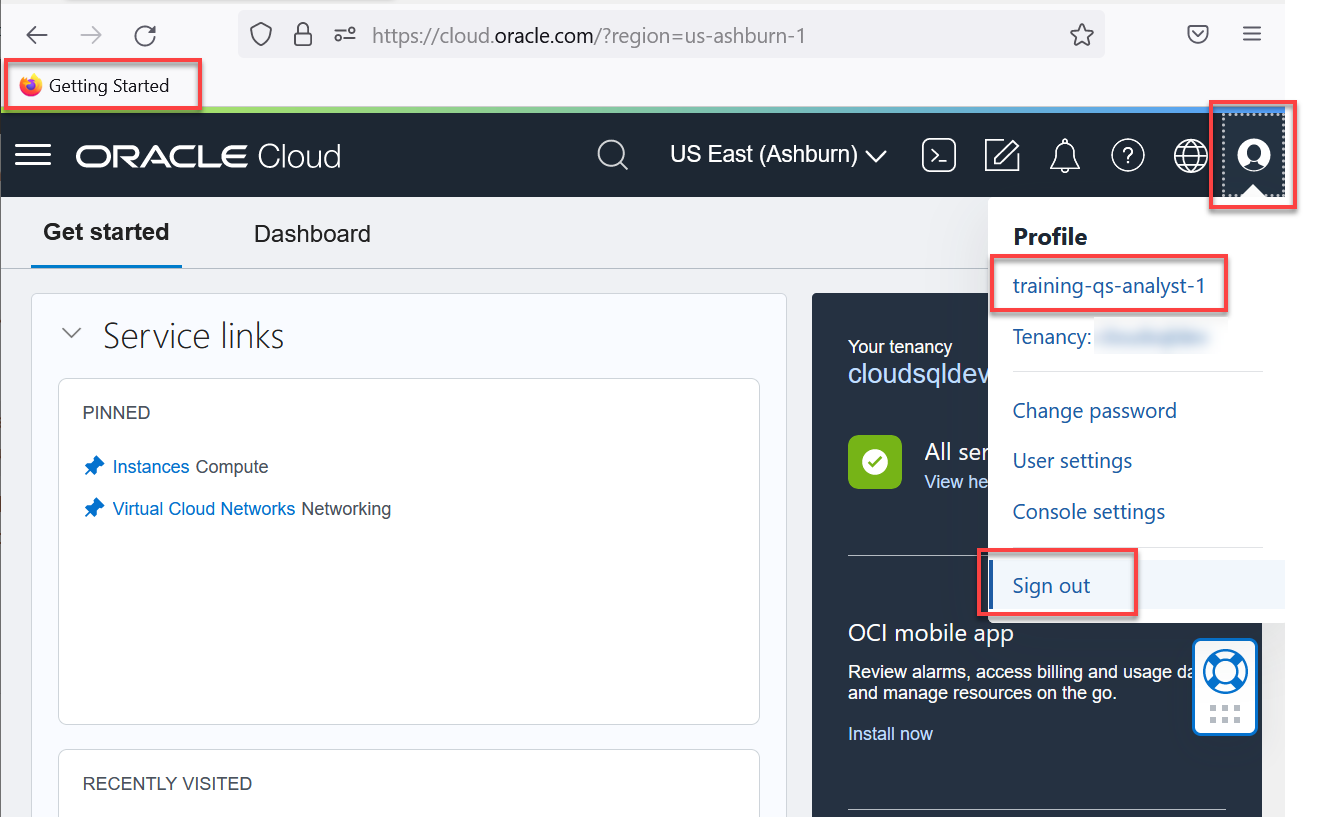 https://cloud.oracle.com/?region=us-ashburn-1
Getting Started
ORACLE Cloud
US East (Ashburn)
Get started
Dashboard
Profile
training-qs-analyst-1
Tenancy:
Change password
User settings
Console settings
Sign out
Service links
PINNED
Instances Compute
Virtual Cloud Networks Networking
RECENTLY VISITED
Your tenancy
cloudsqldev
All ser
View he
OCI mobile app
Review alarms, access billing and usage da
and manage resources on the go.
Install now